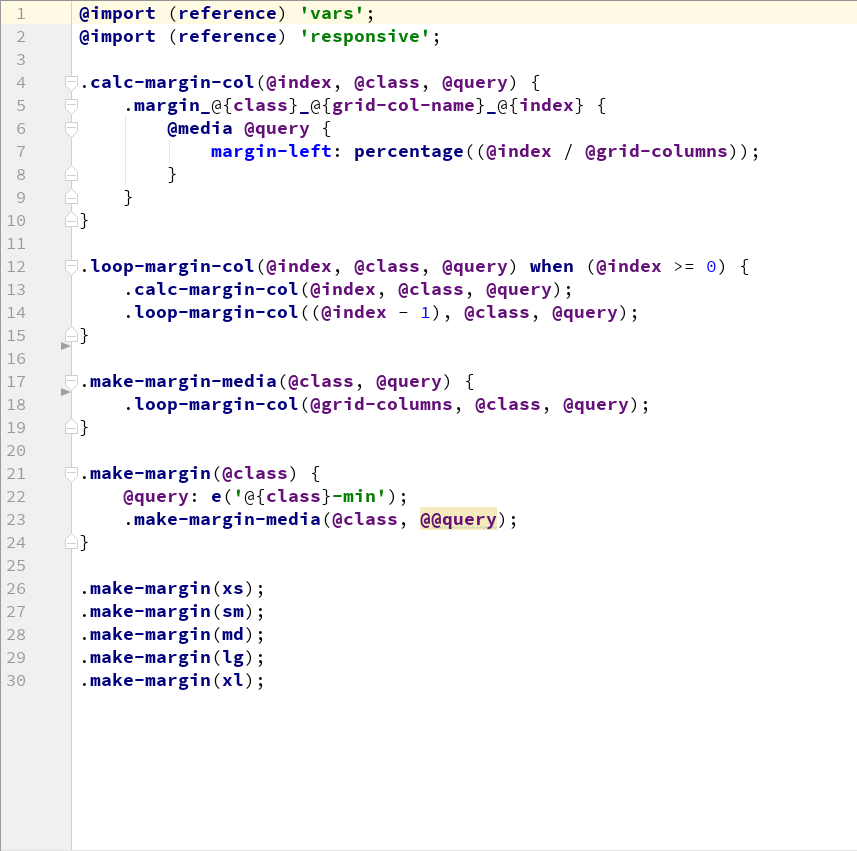 1 @import (reference) 'vars';
2 @import (reference) 'responsive';
3
4 .calc-margin-col(@index, @class, @query) {
5     .margin_@{class}_@{grid-col-name}_@{index} {
6         @media @query {
7             margin-left: percentage((@index / @grid-columns));
8         }
9     }
10 }
11
12 .loop-margin-col(@index, @class, @query) when (@index >= 0) {
13     .calc-margin-col(@index, @class, @query);
14     .loop-margin-col((@index - 1), @class, @query);
15 }
16
17 .make-margin-media(@class, @query) {
18     .loop-margin-col(@grid-columns, @class, @query);
19 }
20
21 .make-margin(@class) {
22     @query: e('@{class}-min');
23     .make-margin-media(@class, @@query);
24 }
25
26 .make-margin(xs);
27 .make-margin(sm);
28 .make-margin(md);
29 .make-margin(lg);
30 .make-margin(xl);